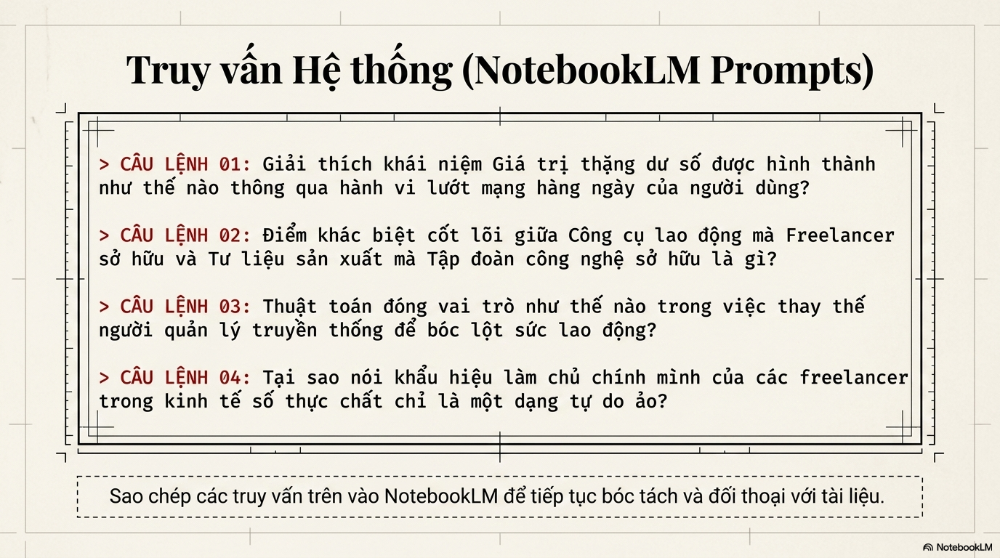 Truy vấn Hệ thống (NotebookLM Prompts)
> CÂU LỆNH 01: Giải thích khái niệm Giá trị thặng dư số được hình thành
như thế nào thông qua hành vi lướt mạng hàng ngày của người dùng?
> CÂU LỆNH 02: Điểm khác biệt cốt lõi giữa Công cụ lao động mà Freelancer
sở hữu và Tư liệu sản xuất mà Tập đoàn công nghệ sở hữu là gì?
> CÂU LỆNH 03: Thuật toán đóng vai trò như thế nào trong việc thay thế
người quản lý truyền thống để bóc lột sức lao động?
> CÂU LỆNH 04: Tại sao nói khẩu hiệu làm chủ chính mình của các freelancer
trong kinh tế số thực chất chỉ là một dạng tự do ảo?
Sao chép các truy vấn trên vào NotebookLM để tiếp tục bóc tách và đối thoại với tài liệu.
NotebookLM